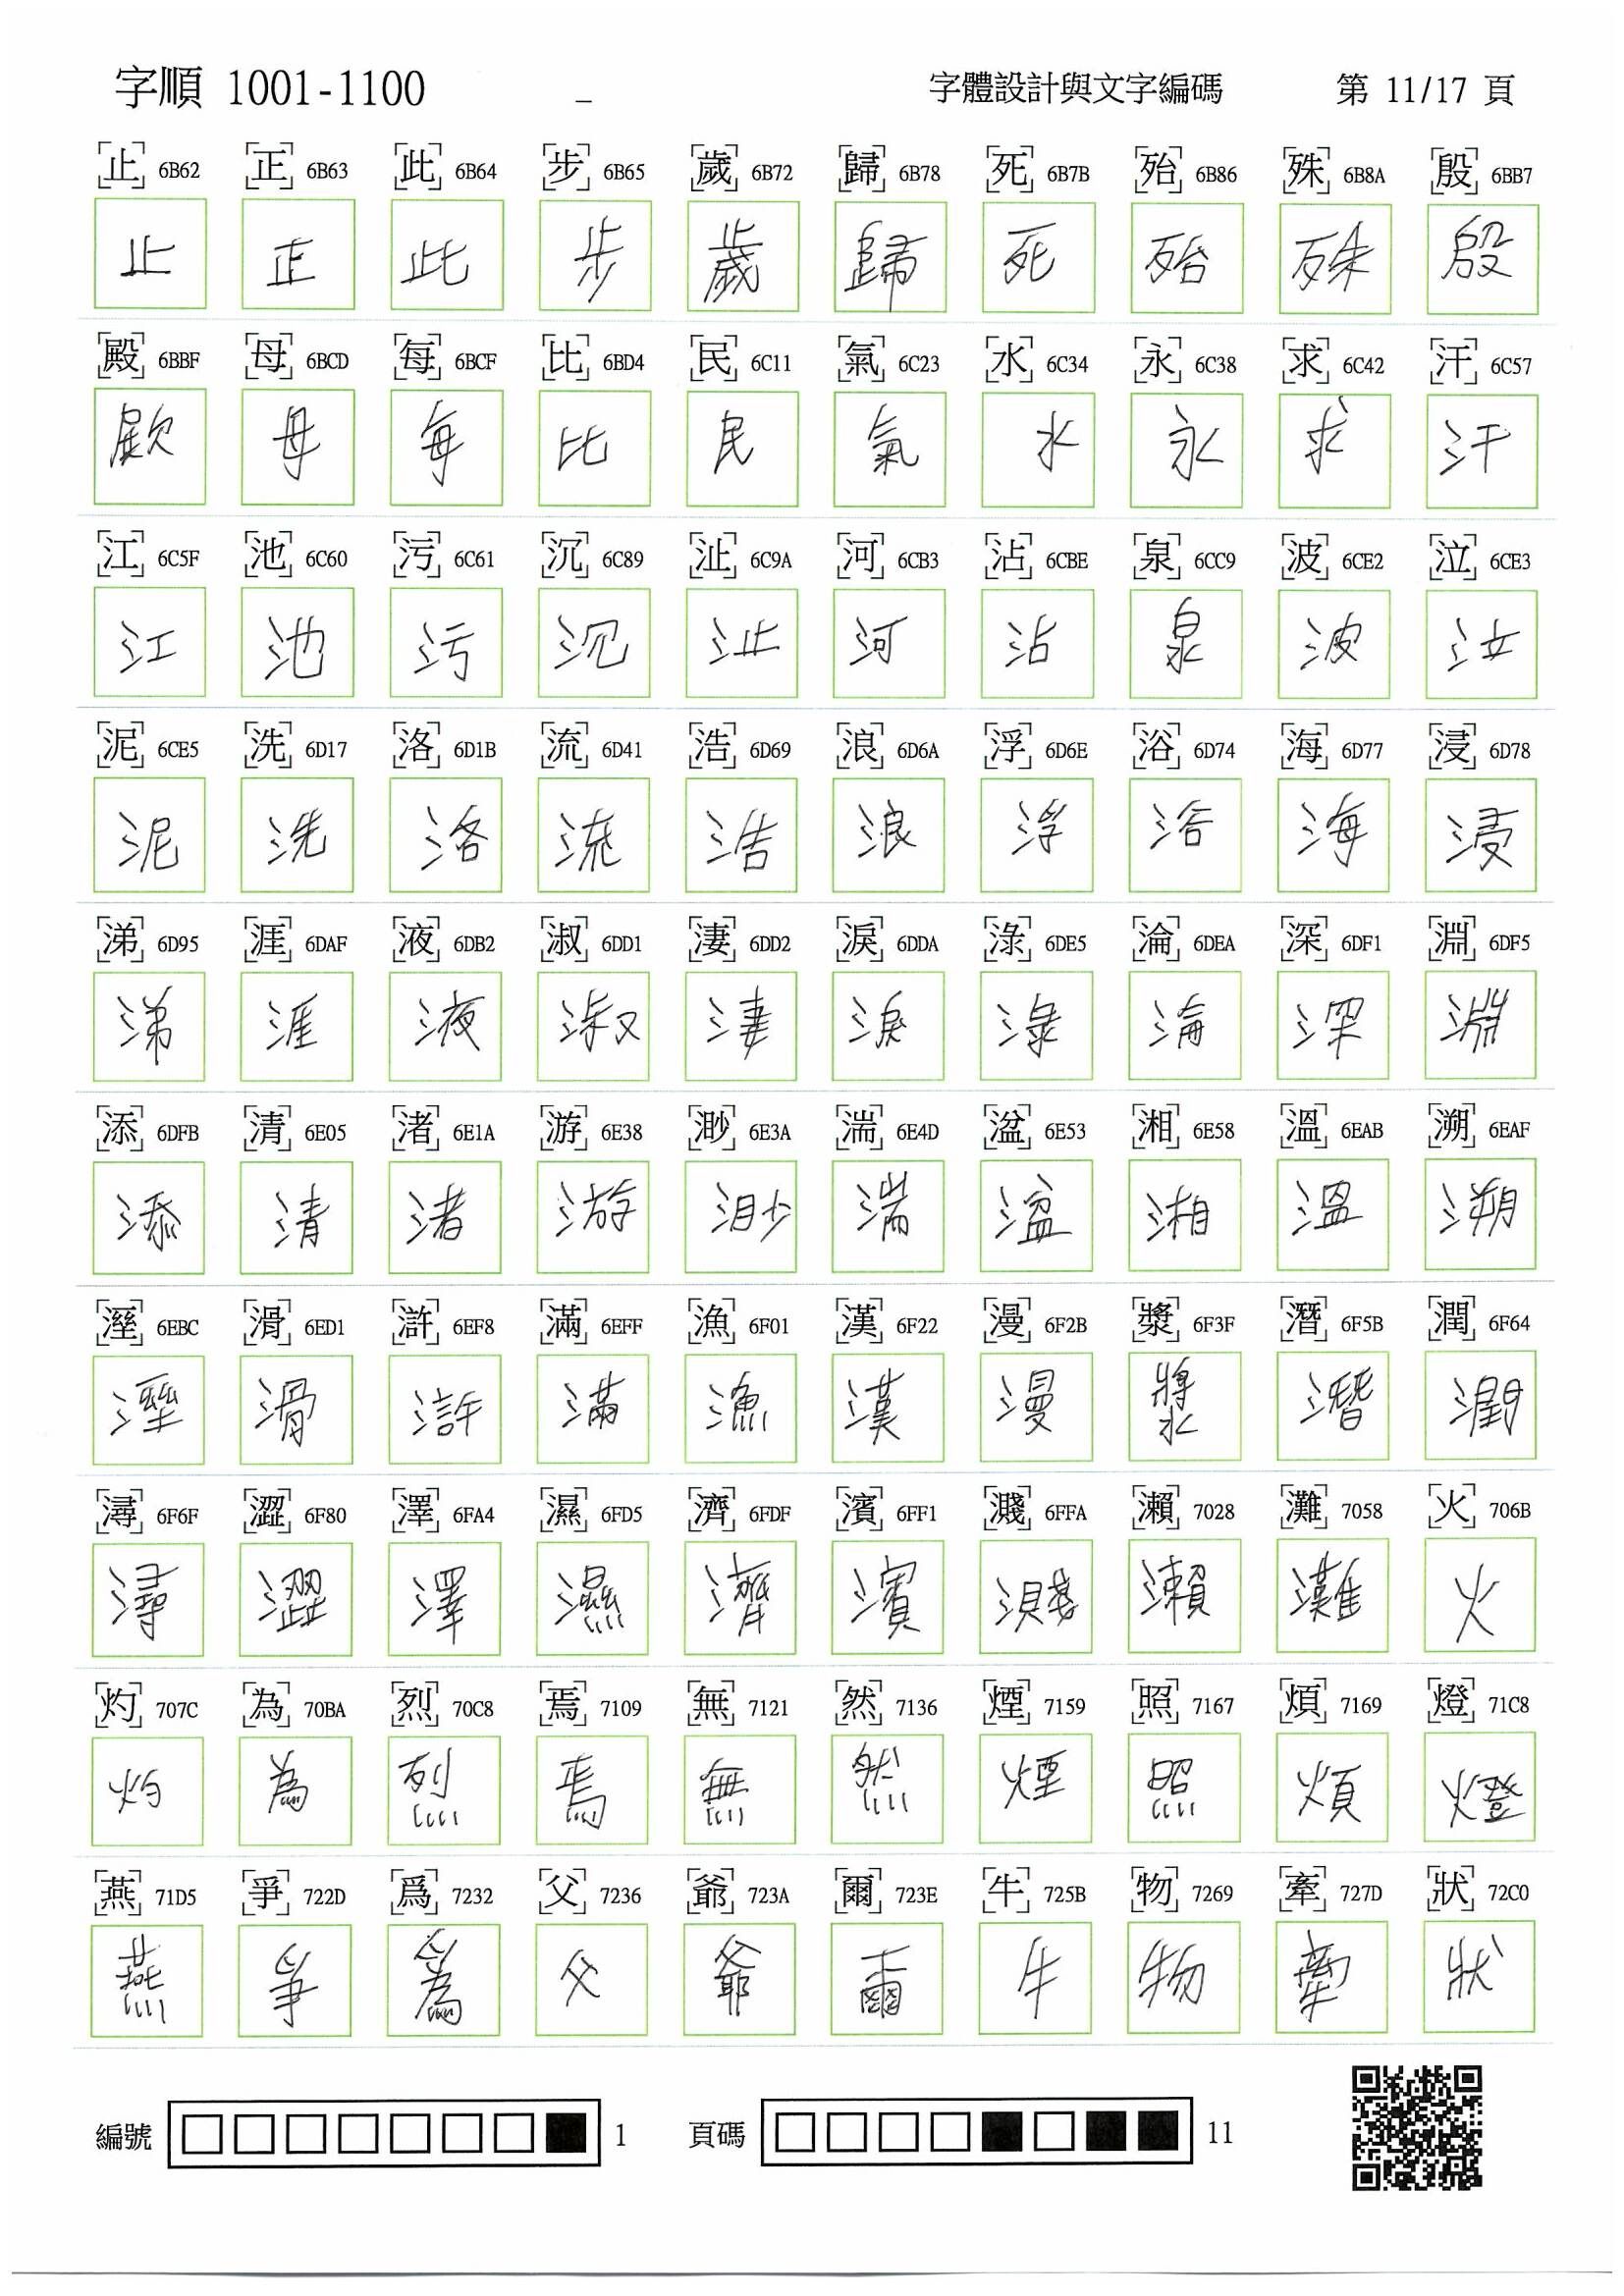 字順 1001-1100 _ 字體設計與文字編碼 第 11/17 頁
止 6B62 正 6B63 此 6B64 步 6B65 歲 6B72 歸 6B78 死 6B7B 殆 6B86 殊 6B8A 殷 6BB7
止 正 此 步 歲 歸 死 殆 殊 殷
殿 6BBF 母 6BCD 每 6BCF 比 6BD4 民 6C11 氣 6C23 水 6C34 永 6C38 求 6C42 汗 6C57
母 每 比 民 氣 水 永 求 汗
江 6C5F 池 6C60 污 6C61 沉 6C89 沚 6C9A 河 6CB3 沾 6CBE 泉 6CC9 波 6CE2 泣 6CE3
江 池 污 沉 沚 河 沾 泉 波 泣
泥 6CE5 洗 6D17 洛 6D1B 流 6D41 浩 6D69 浪 6D6A 浮 6D6E 浴 6D74 海 6D77 浸 6D78
泥 洗 洛 流 浩 浪 浮 浴 海 浸
涕 6D95 涯 6DAF 液 6DB2 淑 6DD1 淒 6DD2 淚 6DDA 淥 6DE5 淪 6DEA 深 6DF1 淵 6DF5
涕 涯 液 淑 淒 淚 淥 淪 深 淵
添 6DFB 清 6E05 渚 6E1A 游 6E38 渺 6E3A 湍 6E4D 湓 6E53 湘 6E58 溫 6EAB 溯 6EAF
添 清 渚 游 渺 湍 湓 湘 溫 溯
溼 6EBC 滑 6ED1 滸 6EF8 滿 6EFF 漁 6F01 漢 6F22 漫 6F2B 漿 6F3F 潛 6F5B 潤 6F64
溼 滑 滸 滿 漁 漢 漫 漿 潛 潤
潯 6F6F 澀 6F80 澤 6FA4 濕 6FD5 濟 6FDF 濱 6FF1 濺 6FFA 瀨 7028 灘 7058 火 706B
潯 澀 澤 濕 濟 濱 濺 瀨 灘 火
灼 707C 為 70BA 烈 70C8 焉 7109 無 7121 然 7136 煙 7159 照 7167 煩 7169 燈 71C8
灼 為 烈 焉 無 然 煙 照 煩 燈
燕 71D5 爭 722D 爲 7232 父 7236 爺 723A 爾 723E 牛 725B 物 7269 牽 727D 狀 72C0
燕 爭 爲 父 爺 爾 牛 物 牽 狀
編號 1 頁碼 11